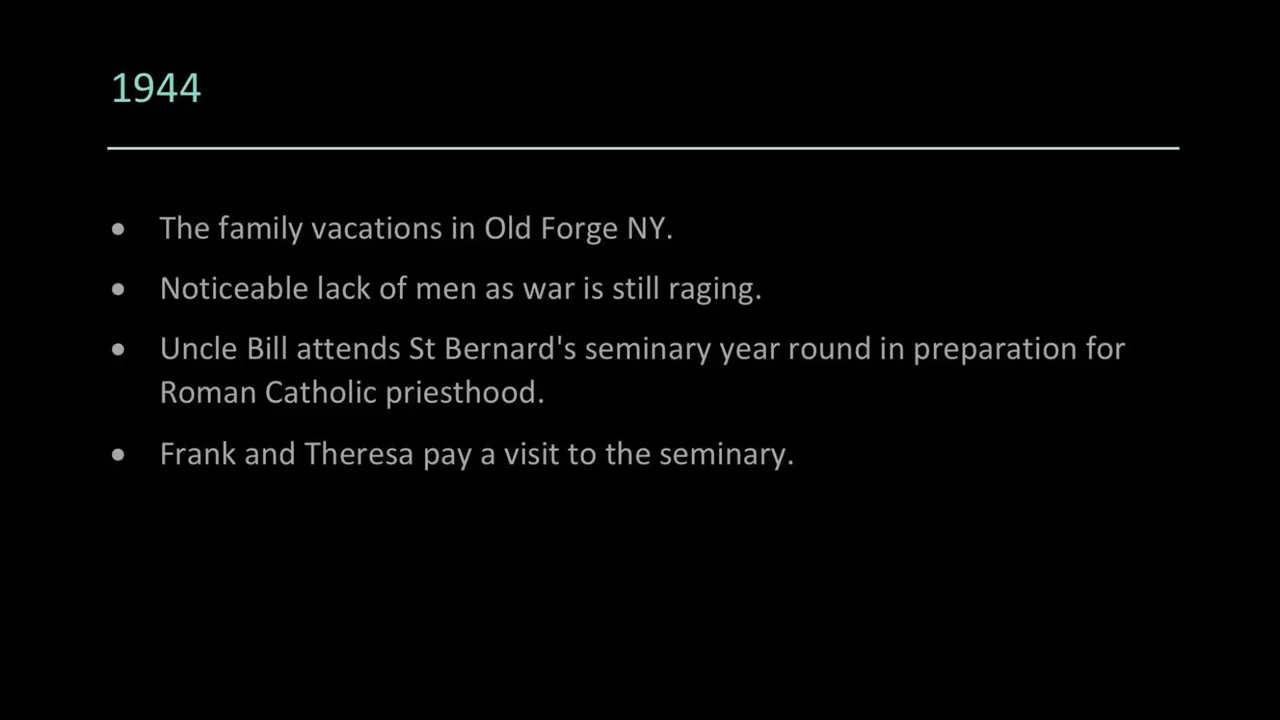 1944
• The family vacations in Old Forge NY.
• Noticeable lack of men as war is still raging.
• Uncle Bill attends St Bernard's seminary year round in preparation for
Roman Catholic priesthood.
• Frank and Theresa pay a visit to the seminary.